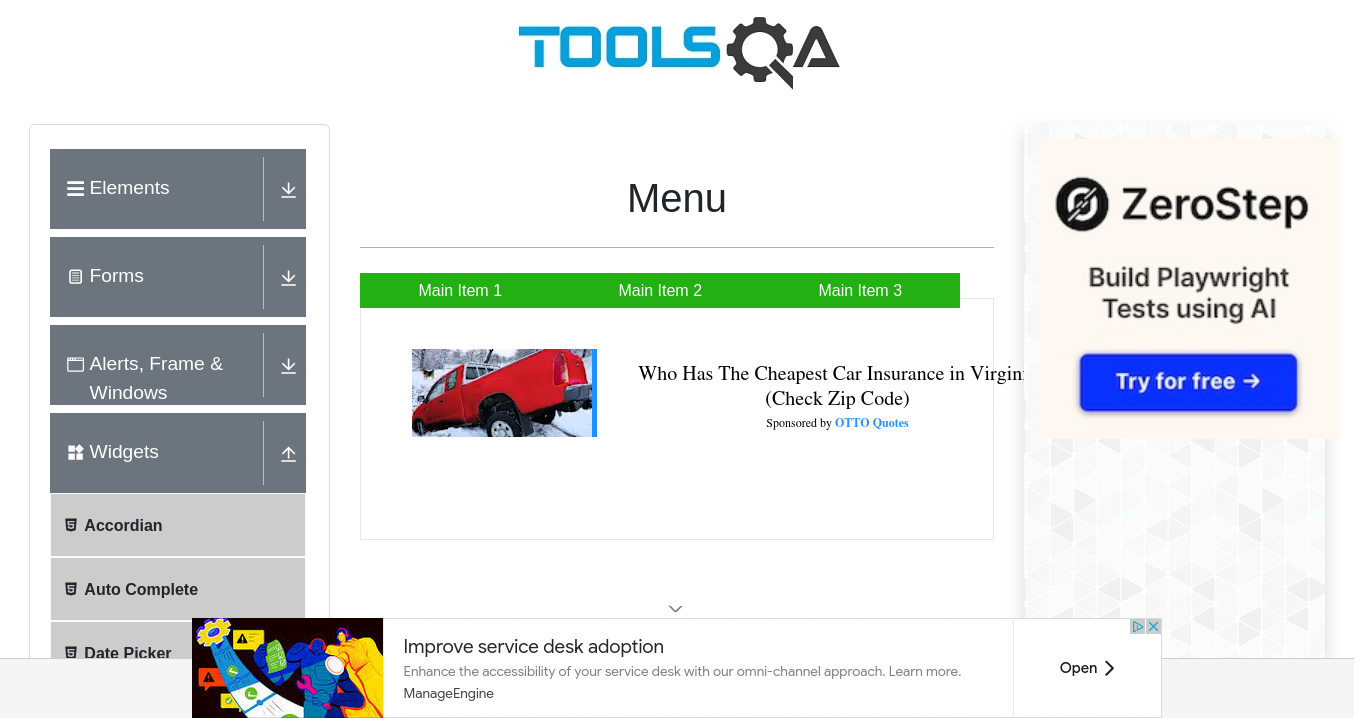 TOOLSQA
Elements
Forms
Alerts, Frame &
Windows
Widgets
Accordian
Auto Complete
Date Picker
Menu
Main Item 1
Main Item 2
Main Item 3
Who Has The Cheapest Car Insurance in Virgini
(Check Zip Code)
Sponsored by OTTO Quotes
ZeroStep
Build Playwright
Tests using AI
Try for free →
Improve service desk adoption
Enhance the accessibility of your service desk with our omni-channel approach. Learn more.
ManageEngine
Open